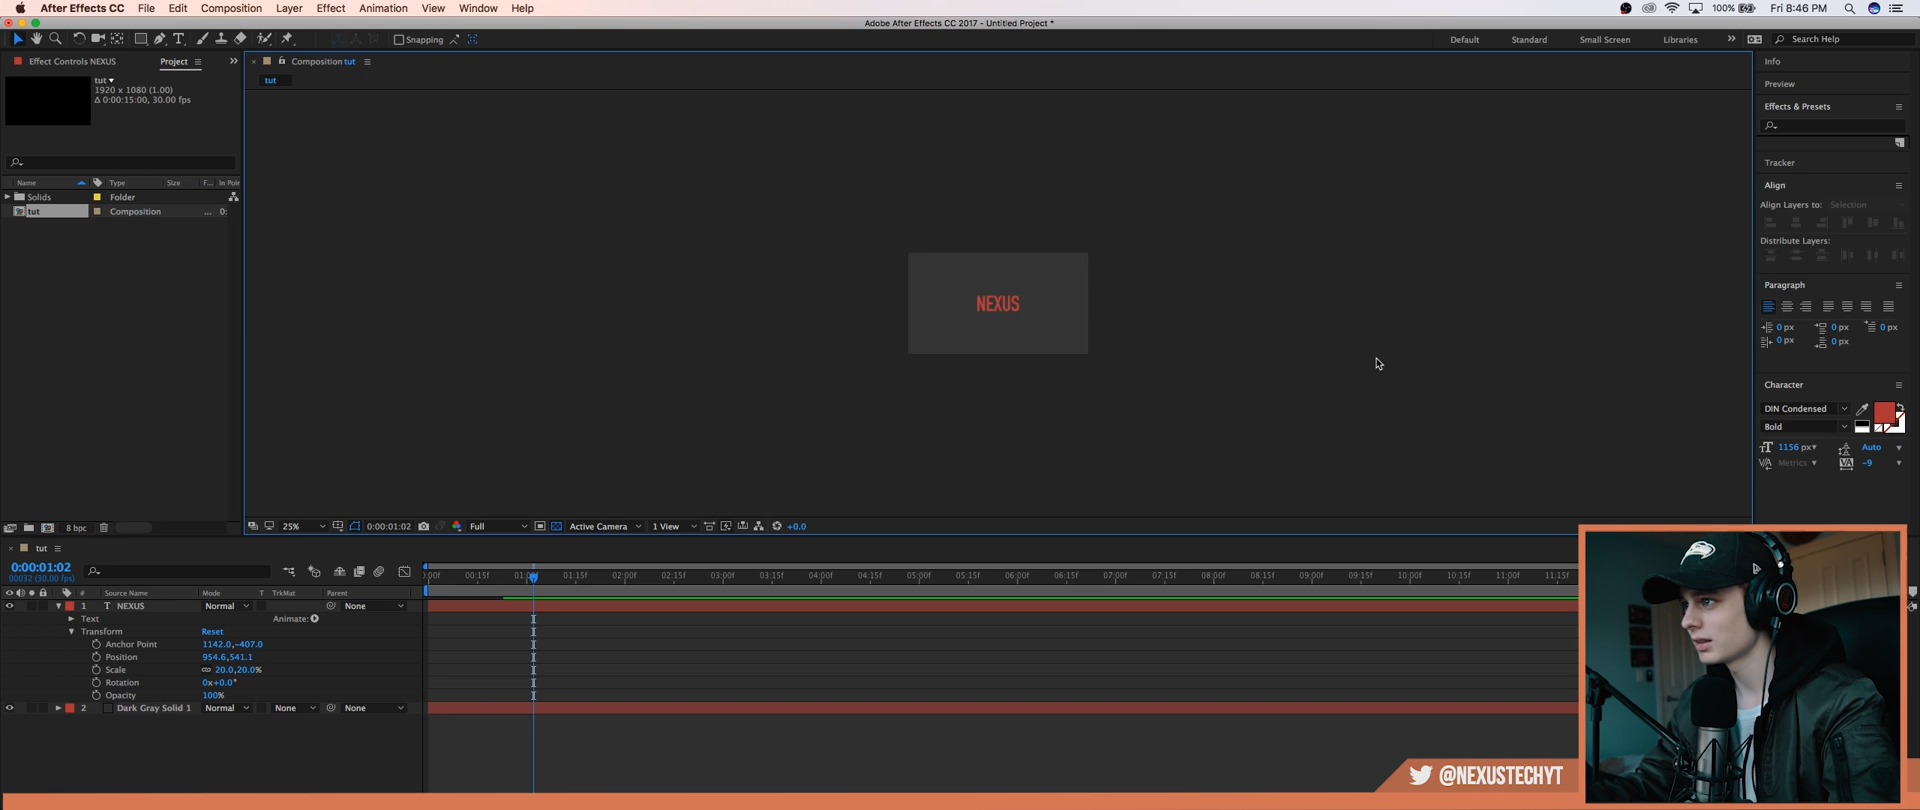 After Effects CC File Edit Composition Layer Effect Animation View Window Help 100% Fri 8:46 PM
Adobe After Effects CC 2017 - Untitled Project *
Snapping Default Standard Small Screen Libraries Search Help
Effect Controls NEXUS Project
tut
1920 x 1080 (1.00)
Δ 0:00:15:00, 30.00 fps
Name Type Size F... In Poin
Solids Folder
tut Composition ... 0:
8 bpc
Composition tut
tut
NEXUS
25% 0:00:01:02 Full Active Camera 1 View +0.0
Info
Preview
Effects & Presets
Tracker
Align
Align Layers to: Selection
Distribute Layers:
Paragraph
0 px 0 px 0 px
0 px 0 px
Character
DIN Condensed
Bold
1156 px Auto
Metrics -9
tut
0:00:01:02
00032 (30.00 fps)
:00f 00:15f 01:00f 01:15f 02:00f 02:15f 03:00f 03:15f 04:00f 04:15f 05:00f 05:15f 06:00f 06:15f 07:00f 07:15f 08:00f 08:15f 09:00f 09:15f 10:00f 10:15f 11:00f 11:15f
# Source Name Mode T TrkMat Parent
1 T NEXUS Normal None
Text Animate:
Transform Reset
Anchor Point 1142.0,-407.0
Position 954.6,541.1
Scale 20.0,20.0%
Rotation 0x+0.0°
Opacity 100%
2 Dark Gray Solid 1 Normal None None
@NEXUSTECHYT